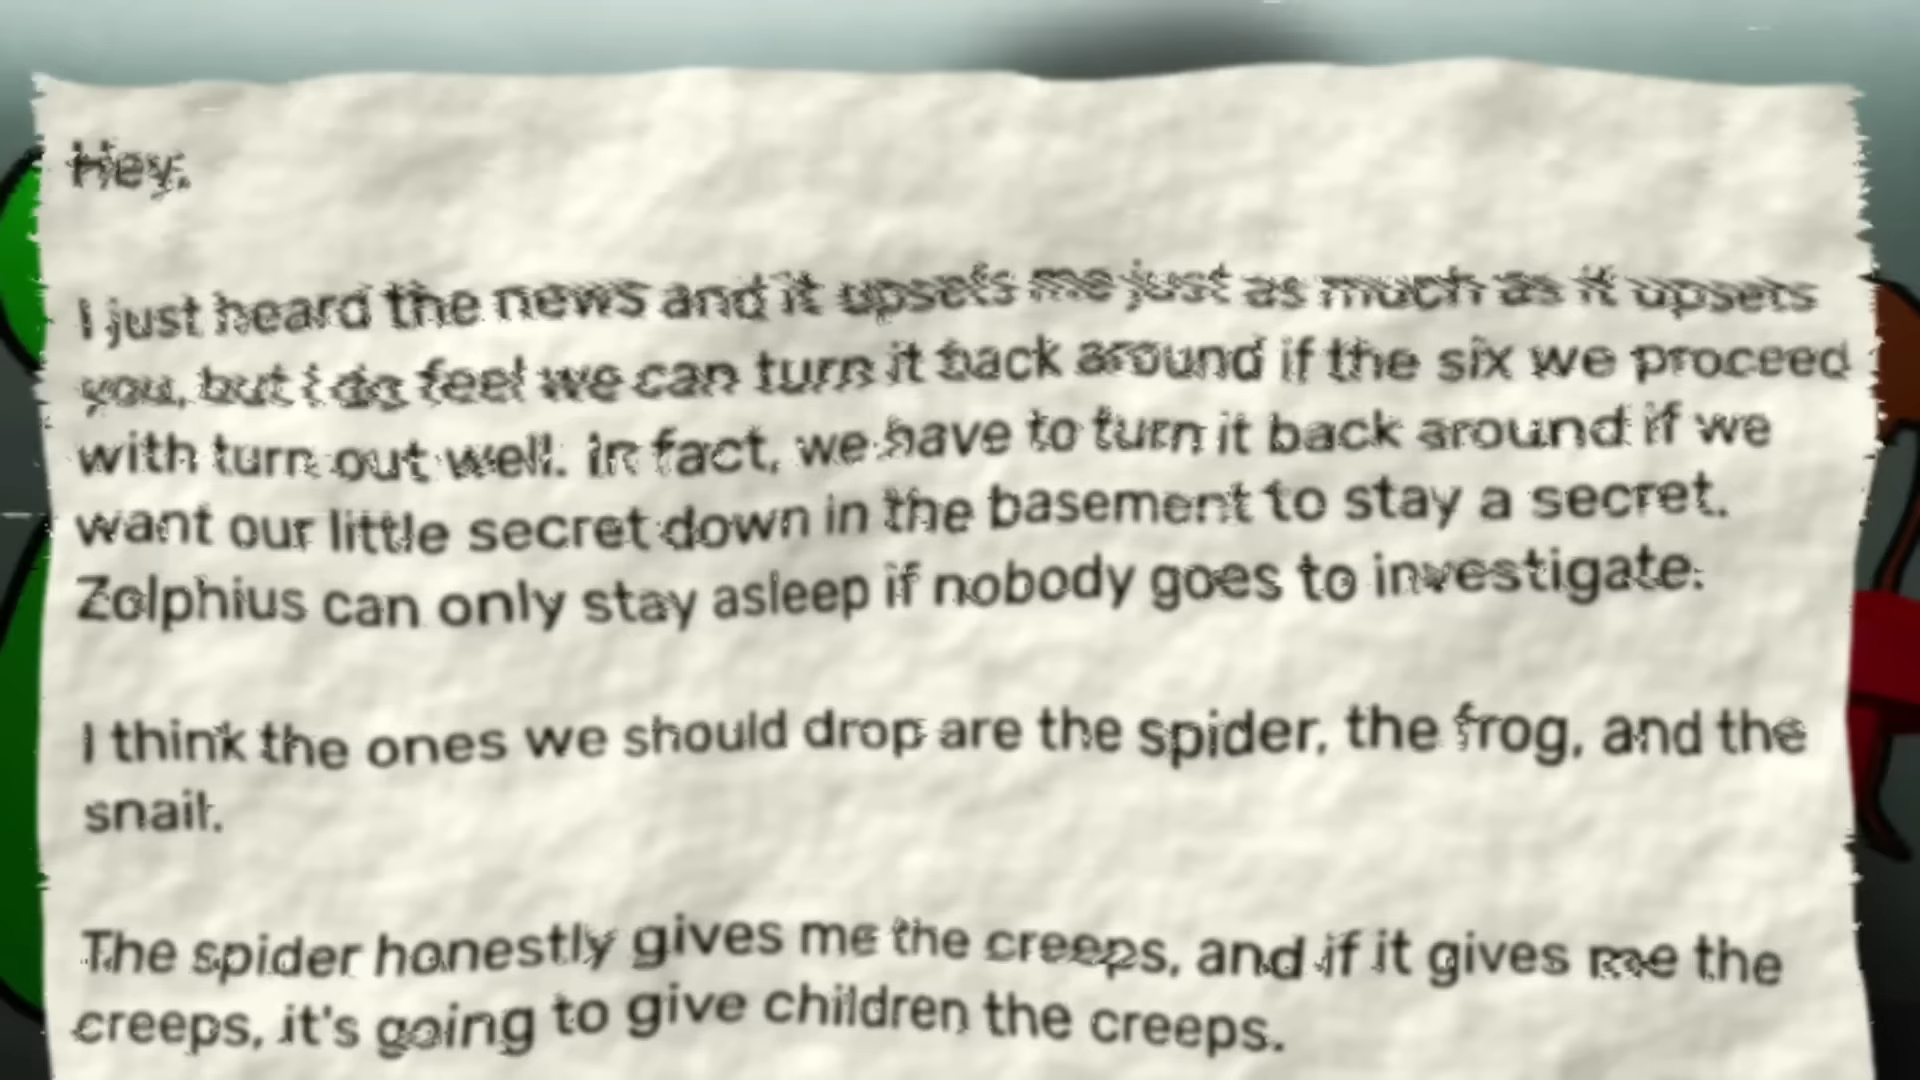 Hey,
I just heard the news and it upsets me just as much as it upsets
you, but i do feel we can turn it back around if the six we proceed
with turn out well. In fact, we have to turn it back around if we
want our little secret down in the basement to stay a secret.
Zolphius can only stay asleep if nobody goes to investigate.
I think the ones we should drop are the spider, the frog, and the
snail.
The spider honestly gives me the creeps, and if it gives me the
creeps, it's going to give children the creeps.